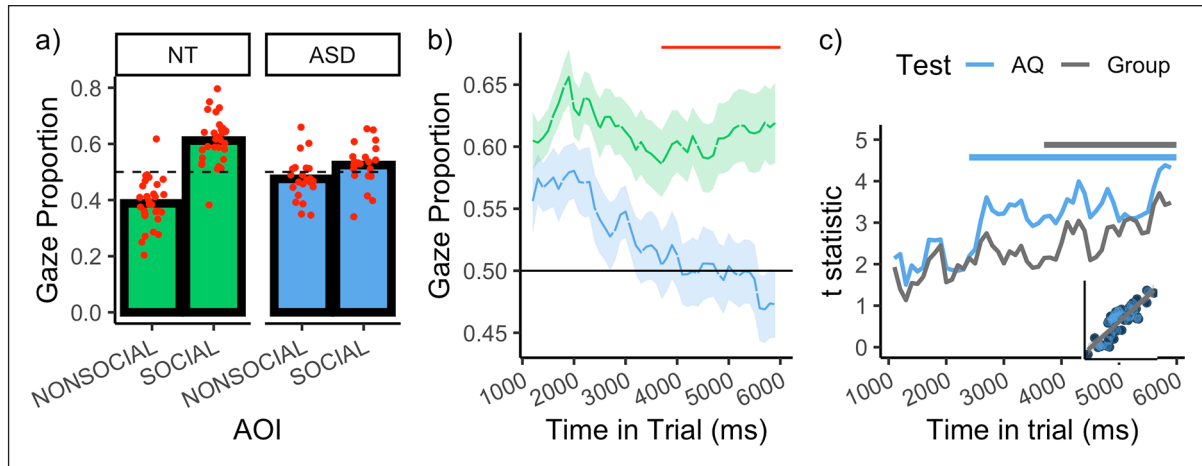 a)
NT
ASD
Gaze Proportion
0.8
0.6
0.4
0.2
0.0
NONSOCIAL
SOCIAL
NONSOCIAL
SOCIAL
AOI
b)
Gaze Proportion
0.65
0.60
0.55
0.50
0.45
1000
2000
3000
4000
5000
6000
Time in Trial (ms)
c)
Test AQ Group
t statistic
5
4
3
2
1
0
1000
2000
3000
4000
5000
6000
Time in trial (ms)